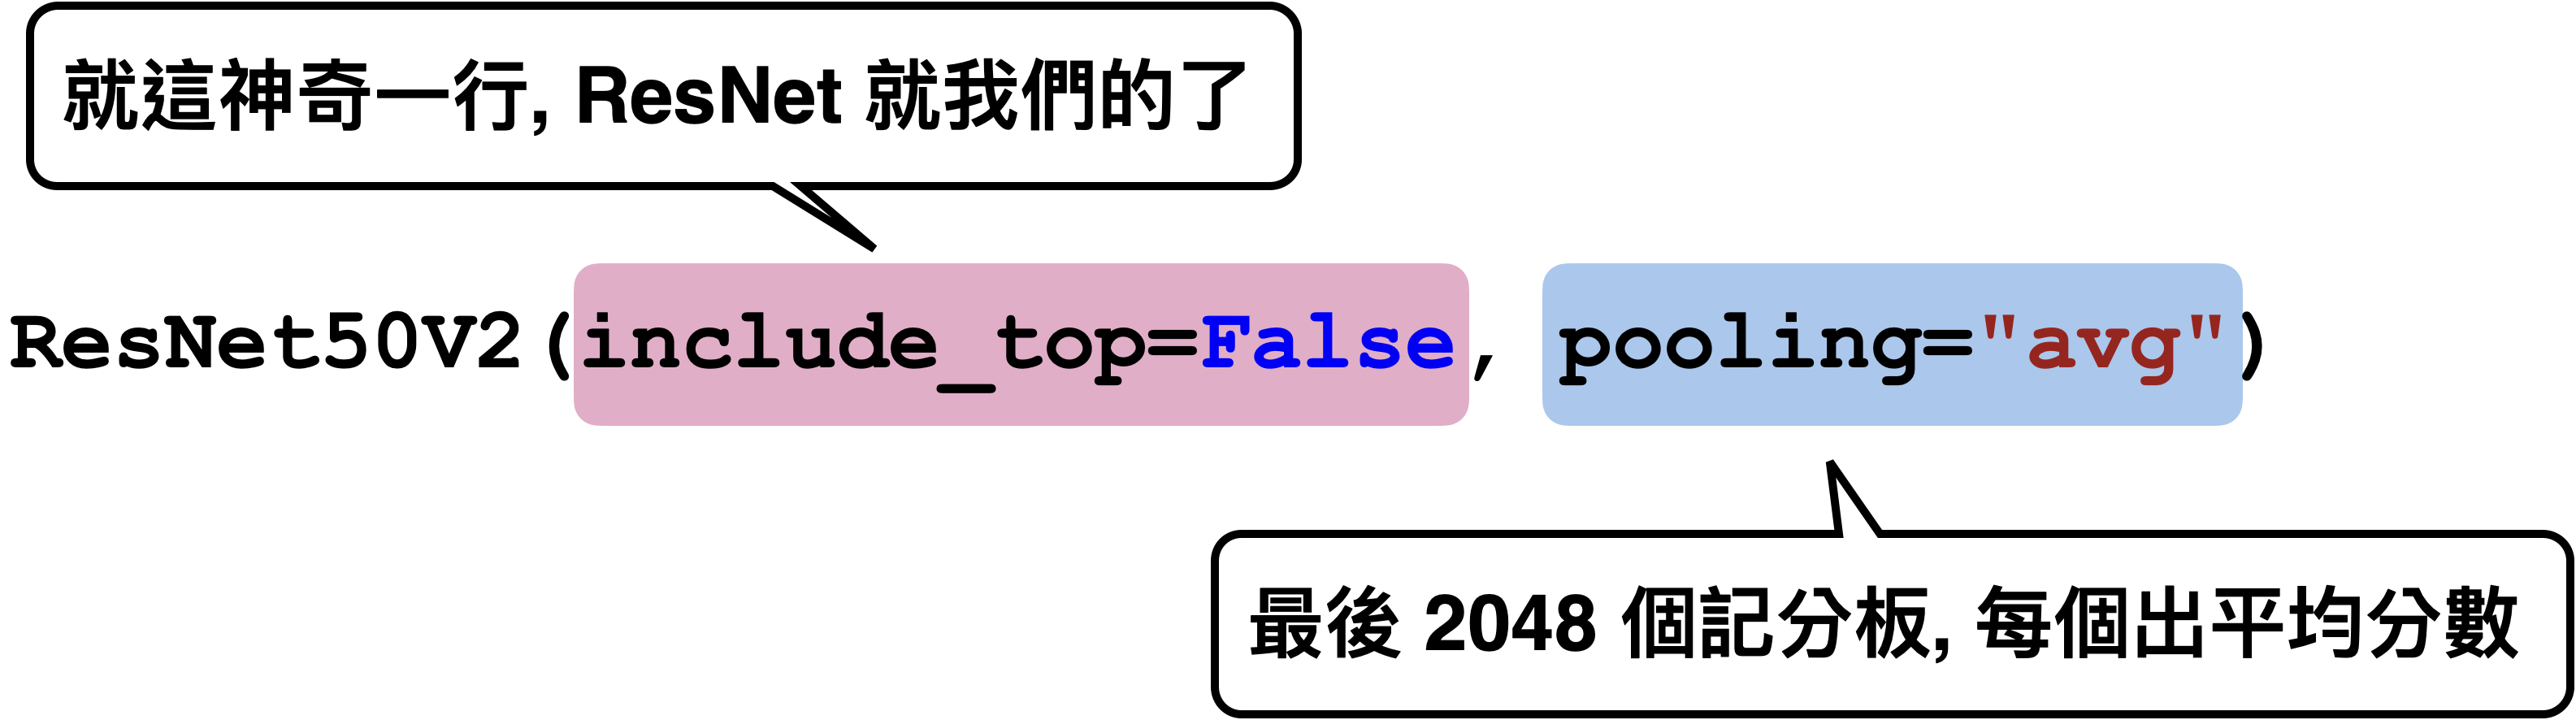 就這神奇一行, ResNet 就我們的了
ResNet50V2(include_top=False, pooling="avg")
最後 2048 個記分板, 每個出平均分數